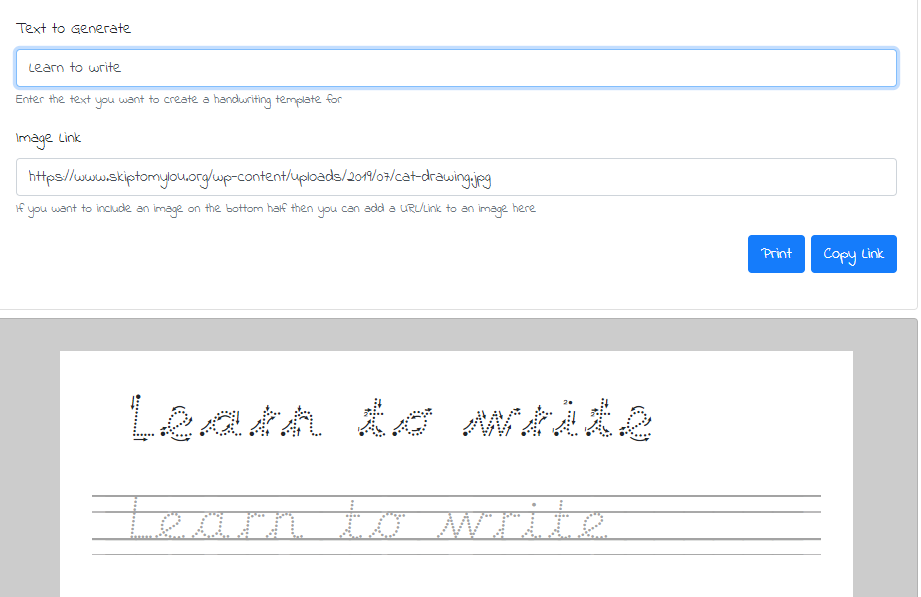 Text to Generate
Learn to write
Enter the text you want to create a handwriting template for
Image Link
https://www.skiptomylou.org/wp-content/uploads/2019/07/cat-drawing.jpg
If you want to include an image on the bottom half then you can add a URL/Link to an image here
Print Copy Link
Learn to write
Learn to write